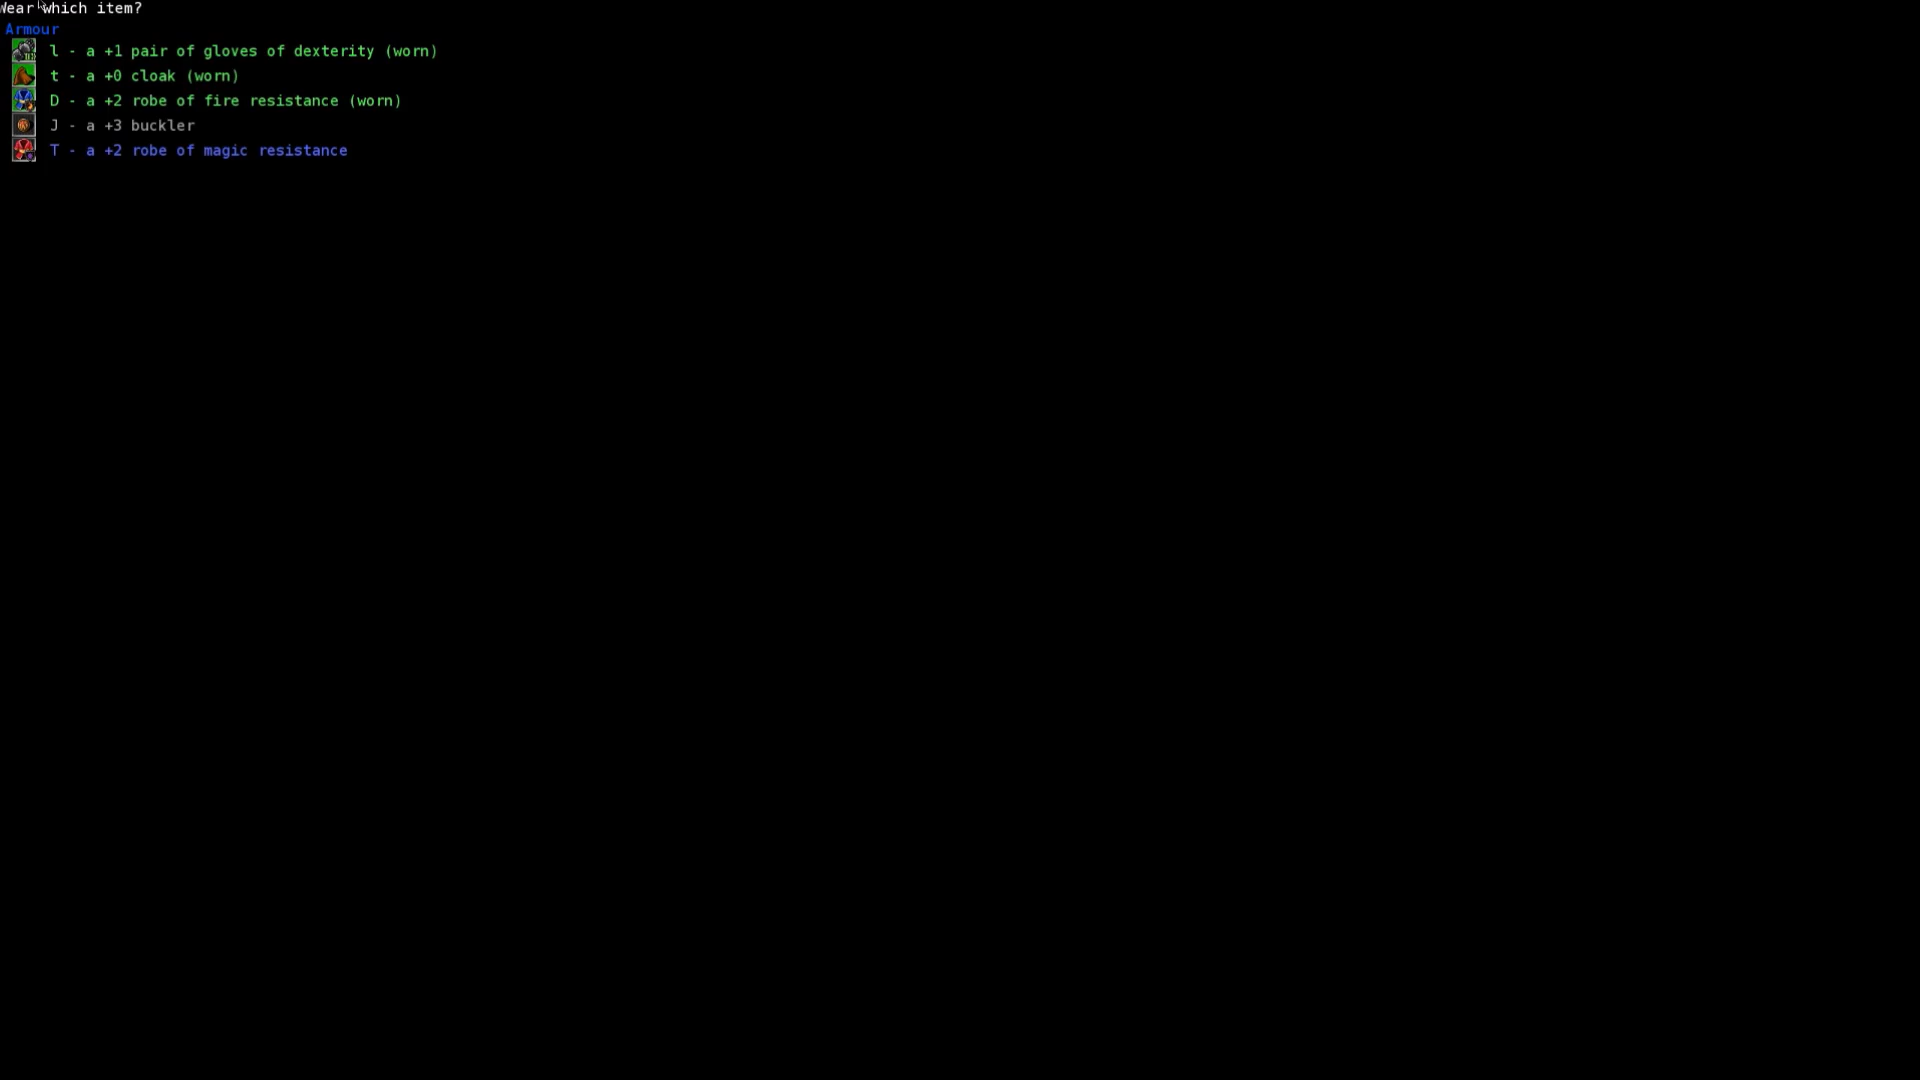 Wear which item?
Armour
l - a +1 pair of gloves of dexterity (worn)
t - a +0 cloak (worn)
D - a +2 robe of fire resistance (worn)
J - a +3 buckler
T - a +2 robe of magic resistance